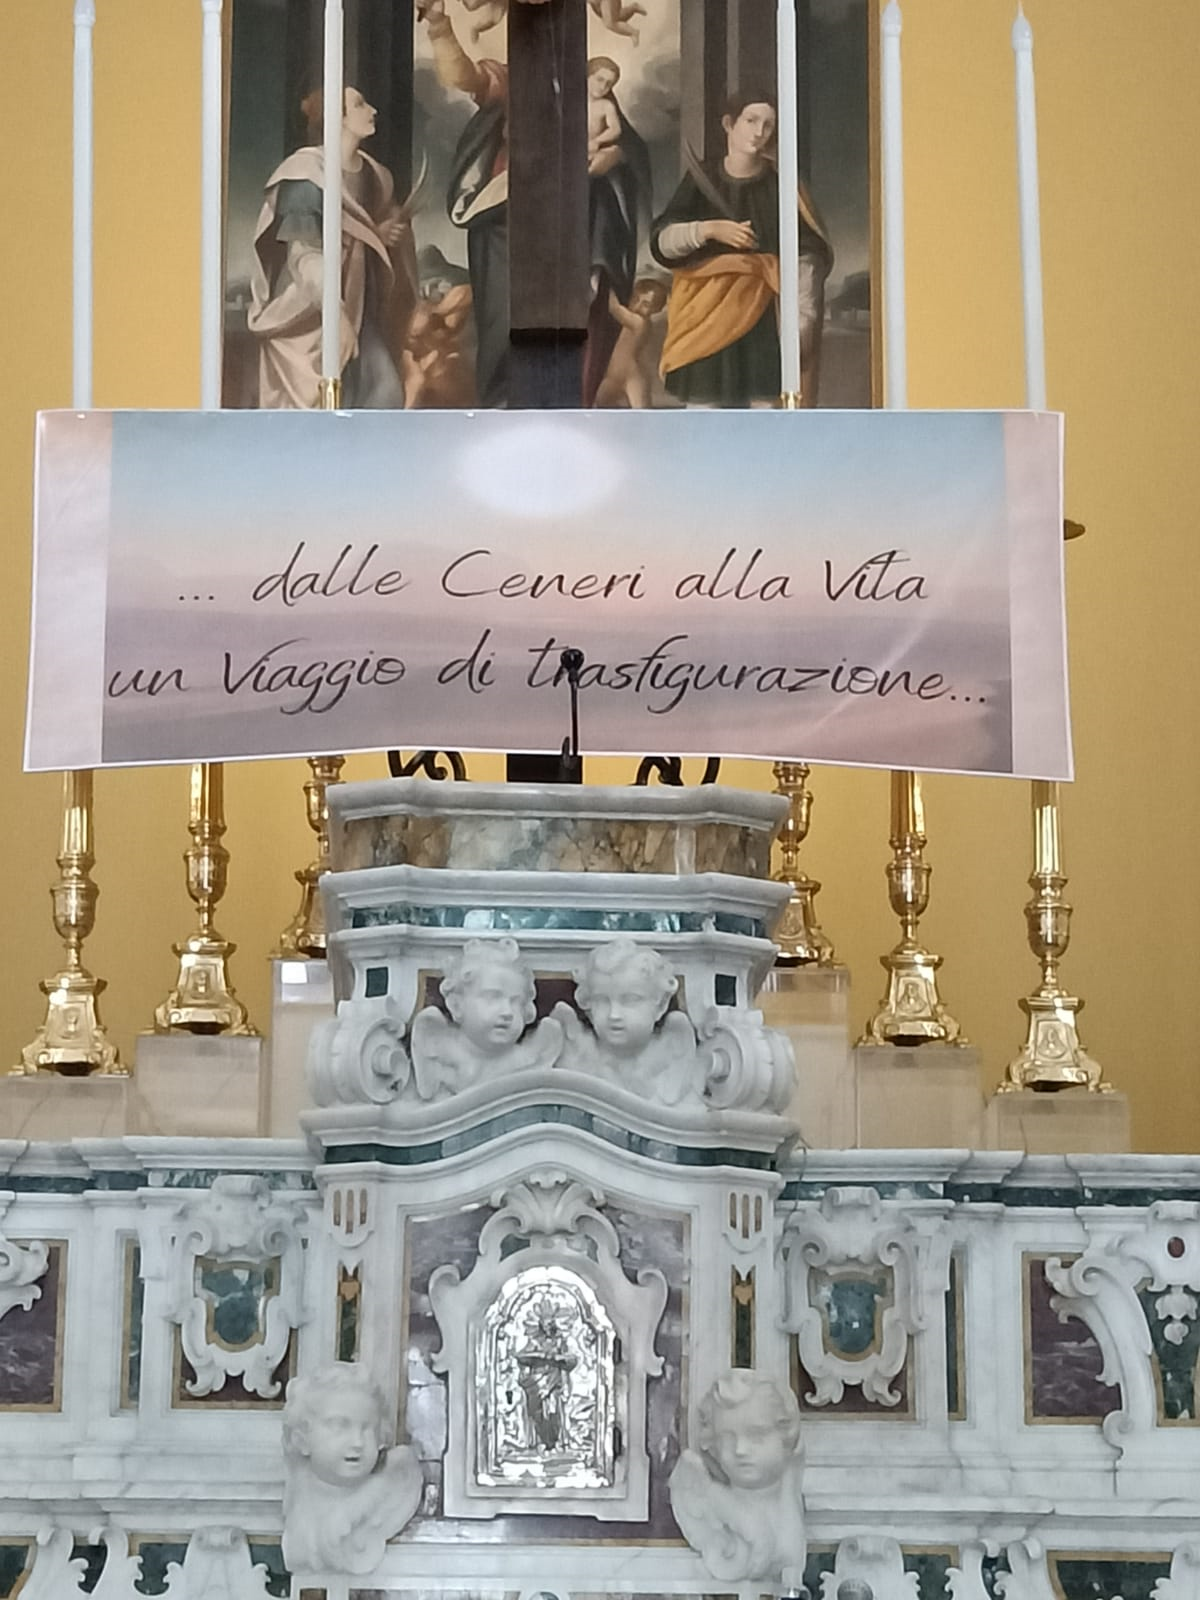 ... dalle Ceneri alla Vita
un Viaggio di trasfigurazione...